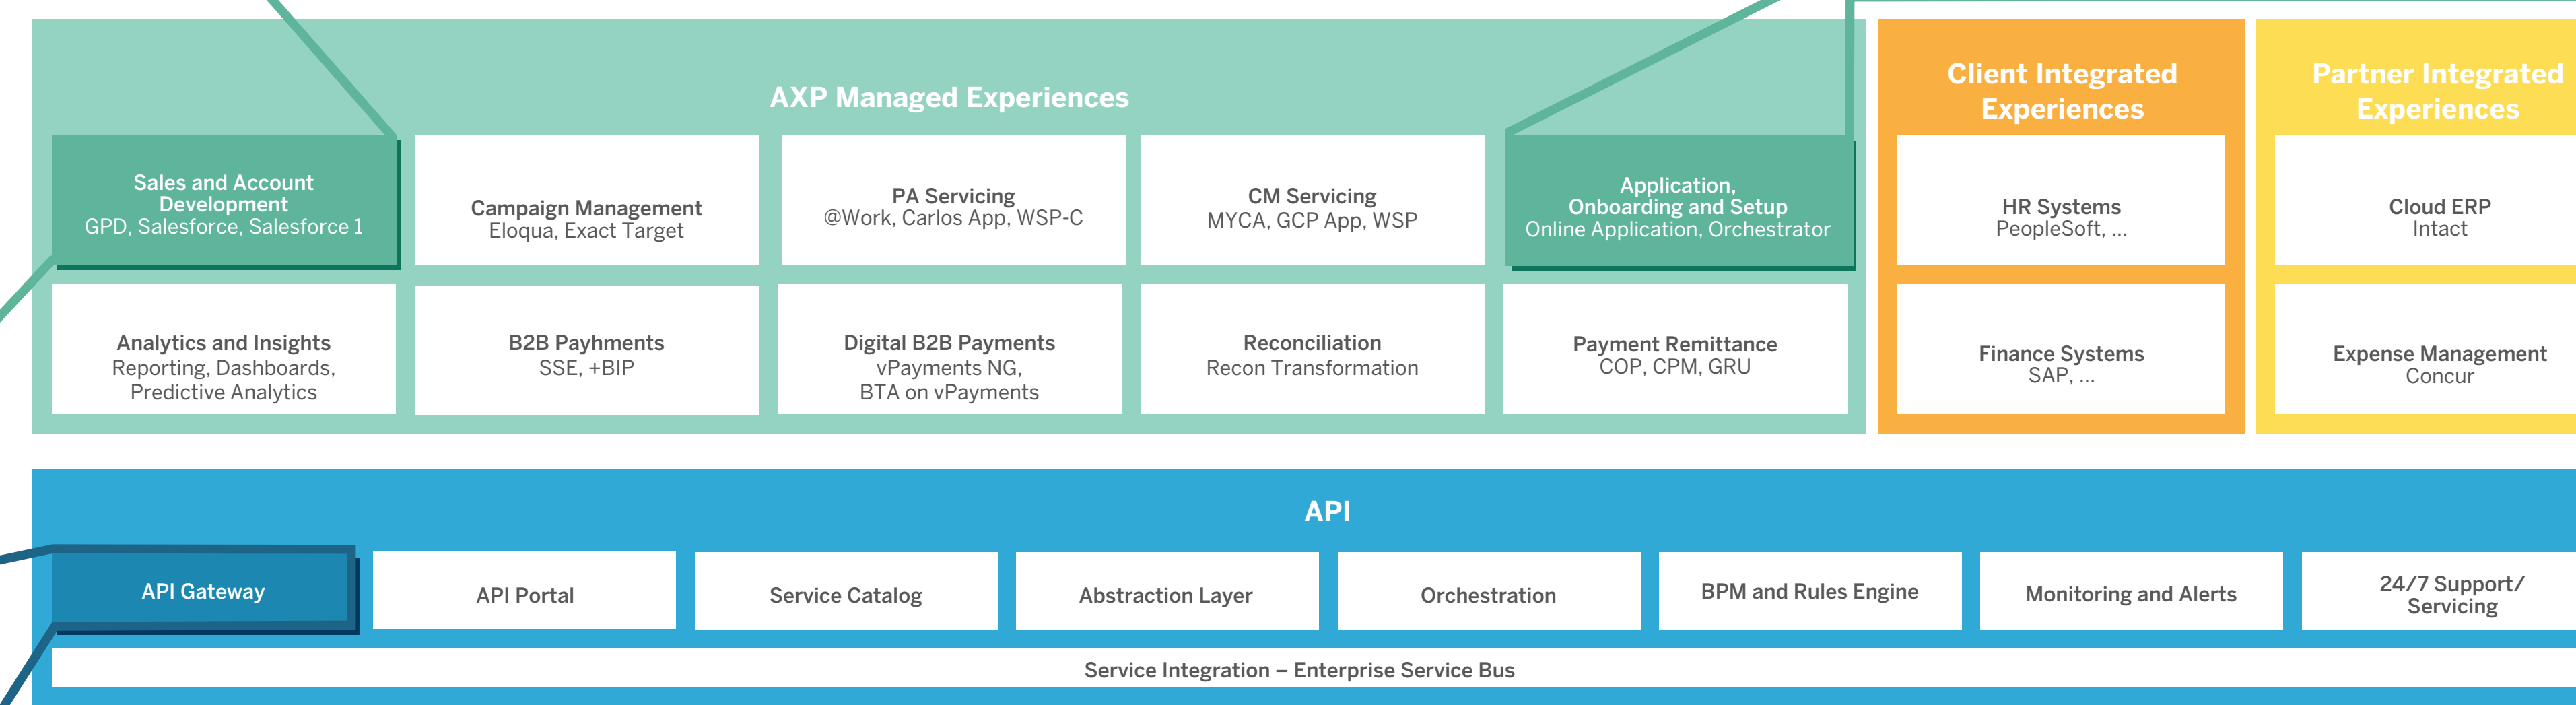 AXP Managed Experiences
Sales and Account
Development
GPD, Salesforce, Salesforce 1
Campaign Management
Eloqua, Exact Target
PA Servicing
@Work, Carlos App, WSP-C
CM Servicing
MYCA, GCP App, WSP
Application,
Onboarding and Setup
Online Application, Orchestrator
Analytics and Insights
Reporting, Dashboards,
Predictive Analytics
B2B Payhments
SSE, +BIP
Digital B2B Payments
vPayments NG,
BTA on vPayments
Reconciliation
Recon Transformation
Payment Remittance
COP, CPM, GRU
Client Integrated
Experiences
HR Systems
PeopleSoft, ...
Finance Systems
SAP, ...
Partner Integrated
Experiences
Cloud ERP
Intact
Expense Management
Concur
API
API Gateway
API Portal
Service Catalog
Abstraction Layer
Orchestration
BPM and Rules Engine
Monitoring and Alerts
24/7 Support/
Servicing
Service Integration – Enterprise Service Bus